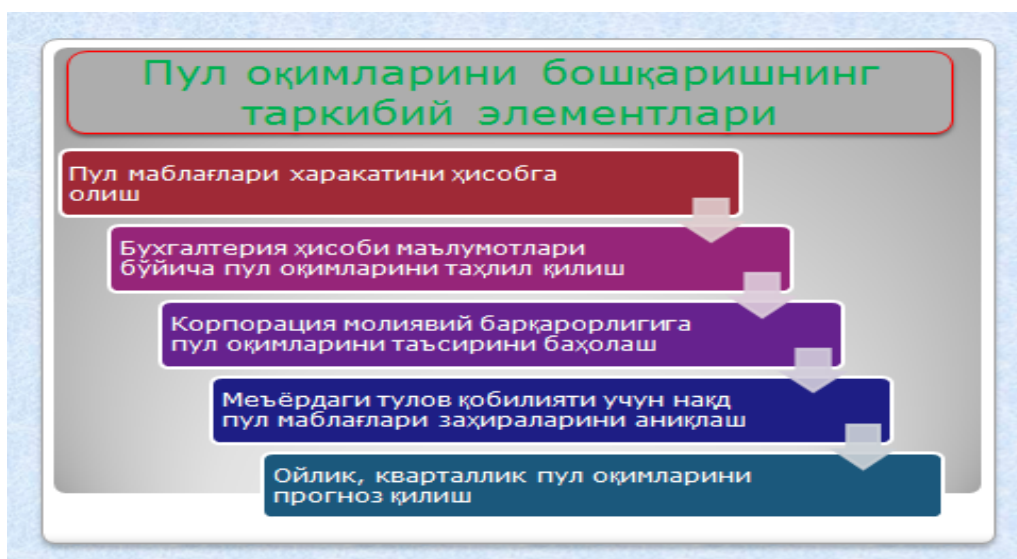 Пул оқимларини бошқаришнинг
таркибий элементлари
Пул маблағлари харакатини ҳисобга
олиш
Бухгалтерия ҳисоби маълумотлари
бўйича пул оқимларини таҳлил қилиш
Корпорация молиявий барқарорлигига
пул оқимларини таъсирини баҳолаш
Меъёрдаги тулов қобилияти учун нақд
пул маблағлари заҳираларини аниқлаш
Ойлик, кварталлик пул оқимларини
прогноз қилиш